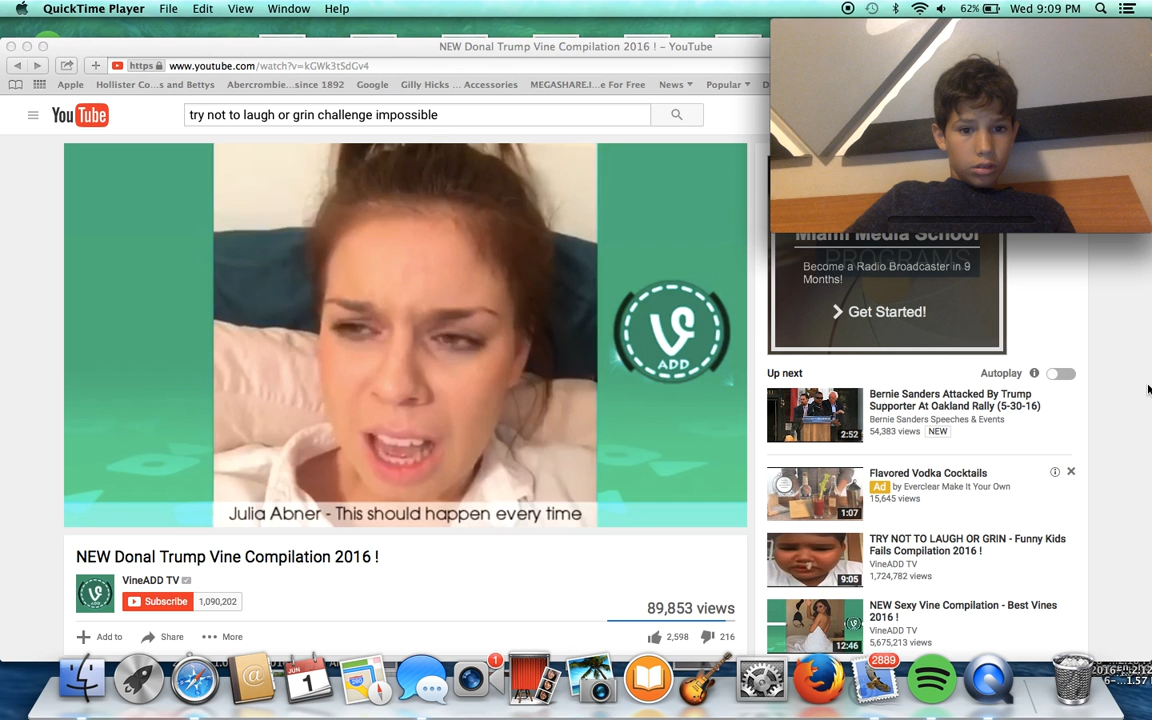 QuickTime Player File Edit View Window Help
62% Wed 9:09 PM
NEW Donal Trump Vine Compilation 2016 ! – YouTube
https www.youtube.com/watch?v=kGWk3tSdGv4
Apple Hollister Co...s and Bettys Abercrombie...since 1892 Google Gilly Hicks ... Accessories MEGASHARE.I...e For Free News Popular
YouTube
try not to laugh or grin challenge impossible
ADD
Julia Abner - This should happen every time
NEW Donal Trump Vine Compilation 2016 !
VineADD TV
Subscribe 1,090,202
89,853 views
Add to Share More
2,598 216
Miami Media School
PROGRAMS
Become a Radio Broadcaster in 9
Months!
Get Started!
Up next Autoplay
2:52
Bernie Sanders Attacked By Trump
Supporter At Oakland Rally (5-30-16)
Bernie Sanders Speeches & Events
54,383 views NEW
1:07
Flavored Vodka Cocktails
Ad by Everclear Make It Your Own
15,645 views
9:05
TRY NOT TO LAUGH OR GRIN - Funny Kids
Fails Compilation 2016 !
VineADD TV
1,724,782 views
12:46
NEW Sexy Vine Compilation - Best Vines
2016 !
VineADD TV
5,675,213 views
JUN
1
1
2889